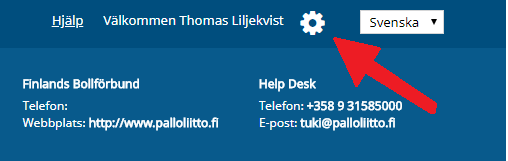 Hjälp Välkommen Thomas Liljekvist Svenska
Finlands Bollförbund
Telefon:
Webbplats: http://www.palloliitto.fi
Help Desk
Telefon: +358 9 31585000
E-post: tuki@palloliitto.fi